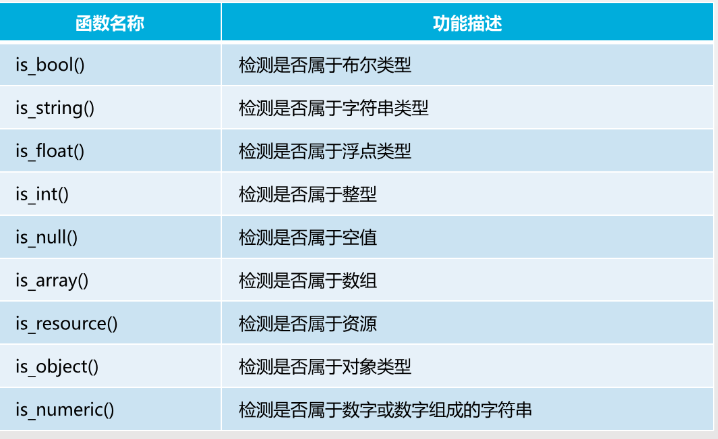 函数名称 功能描述
is_bool() 检测是否属于布尔类型
is_string() 检测是否属于字符串类型
is_float() 检测是否属于浮点类型
is_int() 检测是否属于整型
is_null() 检测是否属于空值
is_array() 检测是否属于数组
is_resource() 检测是否属于资源
is_object() 检测是否属于对象类型
is_numeric() 检测是否属于数字或数字组成的字符串